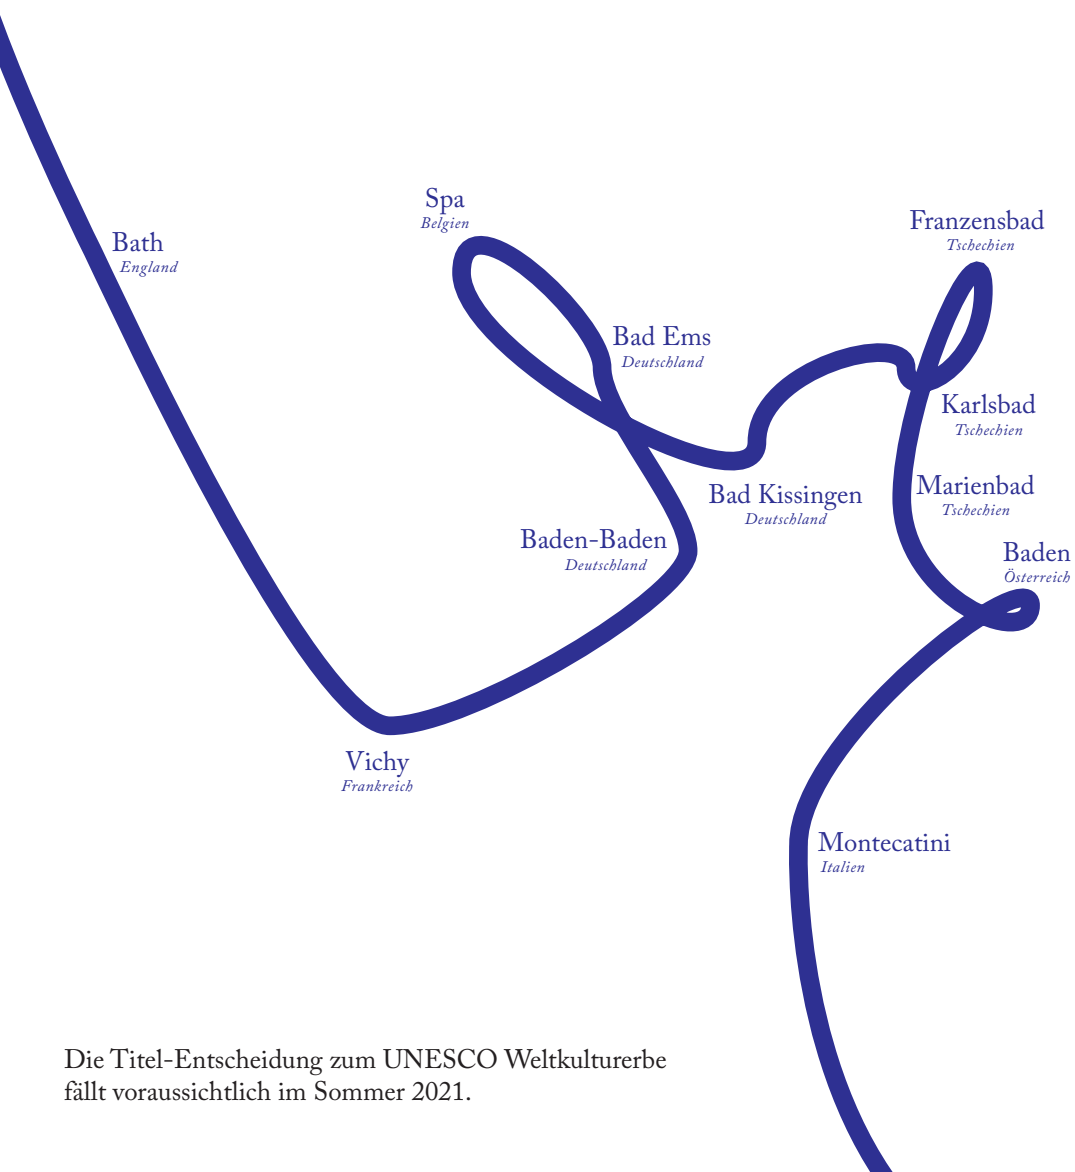 Spa
Belgien
Franzensbad
Tschechien
Bath
England
Bad Ems
Deutschland
Karlsbad
Tschechien
Marienbad
Tschechien
Bad Kissingen
Deutschland
Baden-Baden
Deutschland
Baden
Österreich
Vichy
Frankreich
Montecatini
Italien
Die Titel-Entscheidung zum UNESCO Weltkulturerbe
fällt voraussichtlich im Sommer 2021.